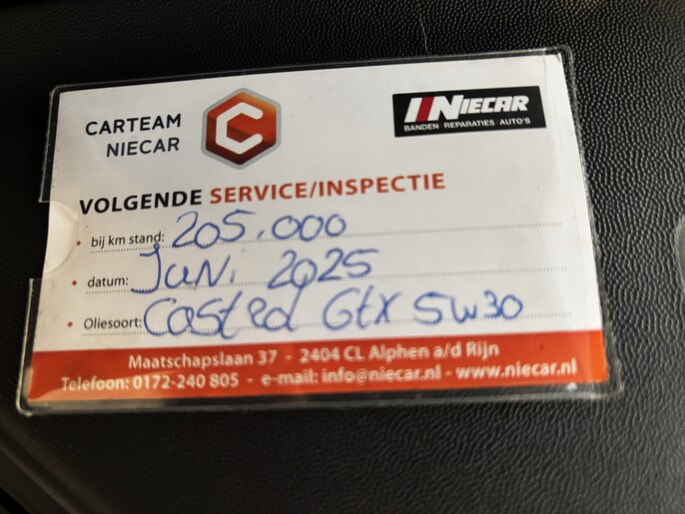 CARTEAM
NIECAR
C
NIECAR
BANDEN REPARATIES AUTO'S
VOLGENDE SERVICE/INSPECTIE
• bij km stand: 205.000
• datum: Juni 2025
• Oliesoort: Gtx 5w30
Maatschapslaan 37 - 2404 CL Alphen a/d Rijn
Telefoon: 0172-240 805 - e-mail: info@niecar.nl - www.niecar.nl